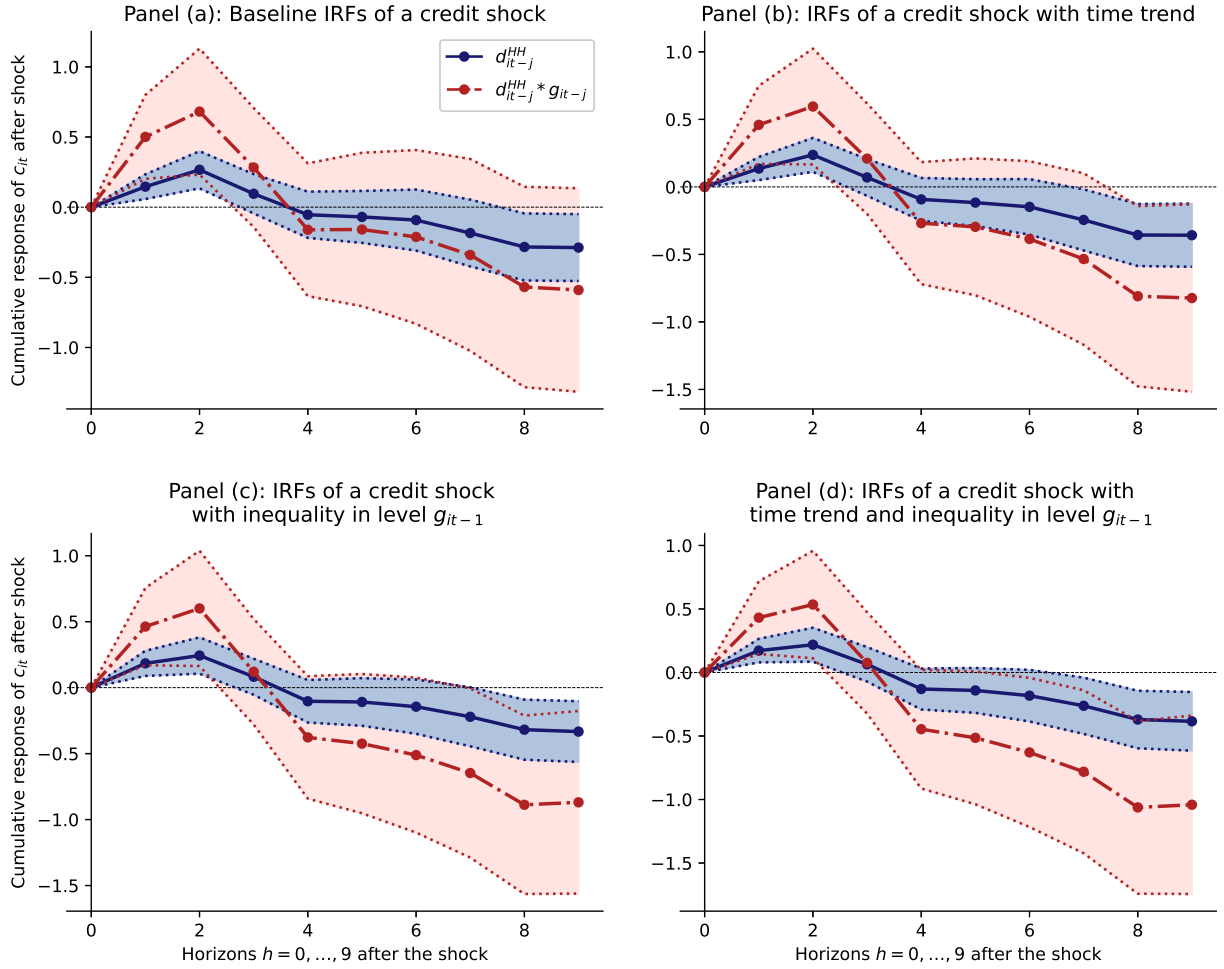 Panel (a): Baseline IRFs of a credit shock
Cumulative response of c_{it} after shock
1.0
0.5
0.0
−0.5
−1.0
d^{HH}_{it−j}
d^{HH}_{it−j} * g_{it−j}
0 2 4 6 8
Panel (b): IRFs of a credit shock with time trend
1.0
0.5
0.0
−0.5
−1.0
−1.5
0 2 4 6 8
Panel (c): IRFs of a credit shock
with inequality in level g_{it−1}
Cumulative response of c_{it} after shock
1.0
0.5
0.0
−0.5
−1.0
−1.5
0 2 4 6 8
Horizons h = 0, ..., 9 after the shock
Panel (d): IRFs of a credit shock with
time trend and inequality in level g_{it−1}
1.0
0.5
0.0
−0.5
−1.0
−1.5
0 2 4 6 8
Horizons h = 0, ..., 9 after the shock